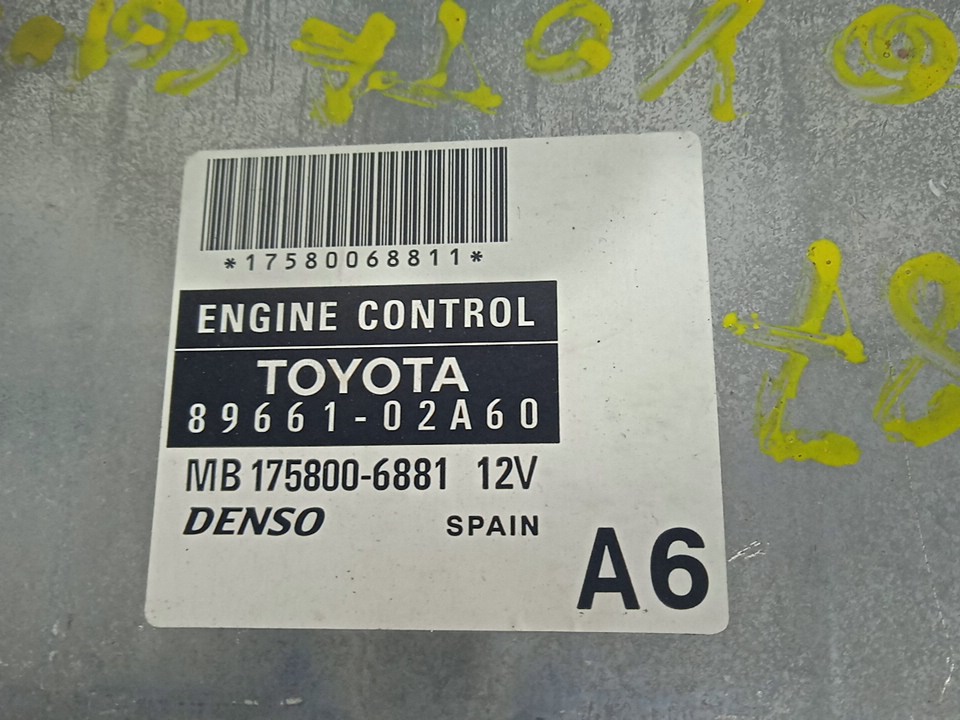 *17580068811*
ENGINE CONTROL
TOYOTA
89661-02A60
MB 175800-6881 12V
DENSO SPAIN
A6